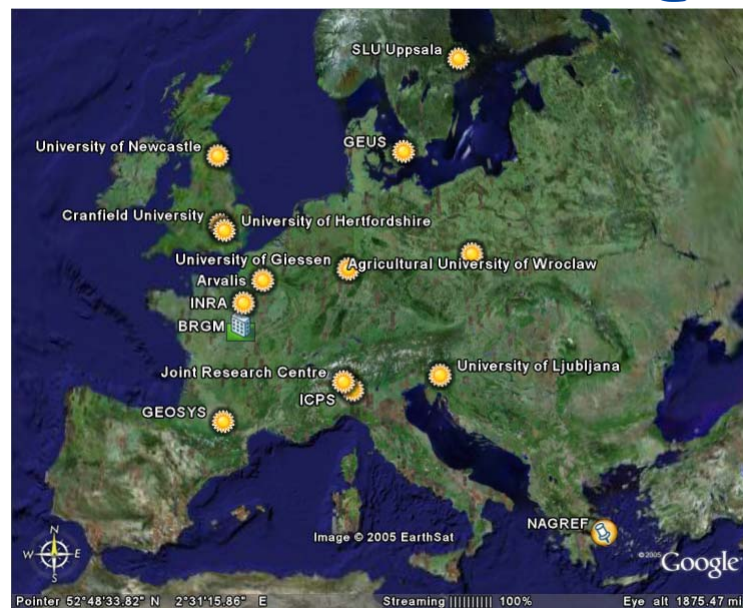 SLU Uppsala
University of Newcastle
GEUS
Cranfield University
University of Hertfordshire
University of Giessen
Agricultural University of Wroclaw
Arvalis
INRA
BRGM
Joint Research Centre
University of Ljubljana
ICPS
GEOSYS
NAGREF
Image © 2005 EarthSat
N
W
E
S
© 2005 Google
Pointer 52°48'33.82" N 2°31'15.86" E Streaming |||||||||| 100% Eye alt 1875.47 mi